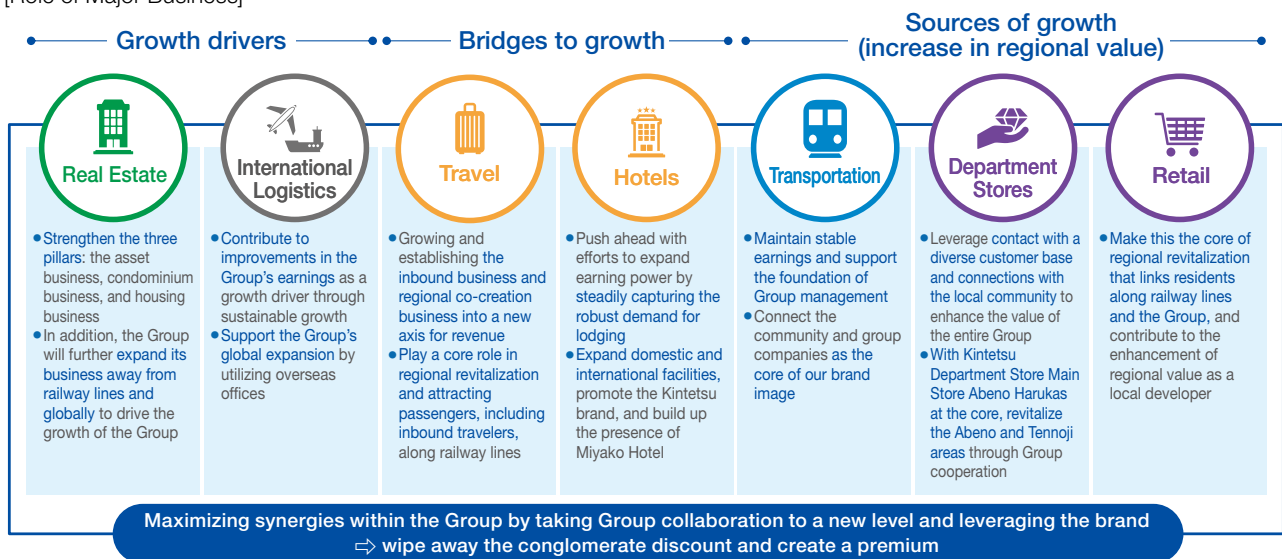 [Role of Major Business]
Growth drivers
Bridges to growth
Sources of growth
(increase in regional value)
Real Estate
International
Logistics
Travel
Hotels
Transportation
Department
Stores
Retail
●Strengthen the three
pillars: the asset
business, condominium
business, and housing
business
●In addition, the Group
will further expand its
business away from
railway lines and
globally to drive the
growth of the Group
●Contribute to
improvements in the
Group's earnings as a
growth driver through
sustainable growth
●Support the Group's
global expansion by
utilizing overseas
offices
●Growing and
establishing the
inbound business and
regional co-creation
business into a new
axis for revenue
●Play a core role in
regional revitalization
and attracting
passengers, including
inbound travelers,
along railway lines
●Push ahead with
efforts to expand
earning power by
steadily capturing the
robust demand for
lodging
●Expand domestic and
international facilities,
promote the Kintetsu
brand, and build up
the presence of
Miyako Hotel
●Maintain stable
earnings and support
the foundation of
Group management
●Connect the
community and group
companies as the
core of our brand
image
●Leverage contact with a
diverse customer base
and connections with
the local community to
enhance the value of
the entire Group
●With Kintetsu
Department Store Main
Store Abeno Harukas
at the core, revitalize
the Abeno and Tennoji
areas through Group
cooperation
●Make this the core of
regional revitalization
that links residents
along railway lines
and the Group, and
contribute to the
enhancement of
regional value as a
local developer
Maximizing synergies within the Group by taking Group collaboration to a new level and leveraging the brand
⇨ wipe away the conglomerate discount and create a premium